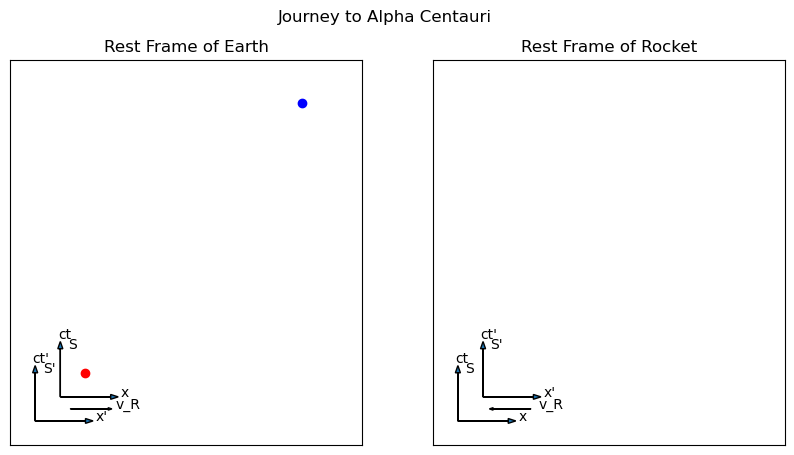 Journey to Alpha Centauri
Rest Frame of Earth
ct
S
ct'
S'
x
v_R
x'
Rest Frame of Rocket
ct'
S'
ct
S
x'
v_R
x